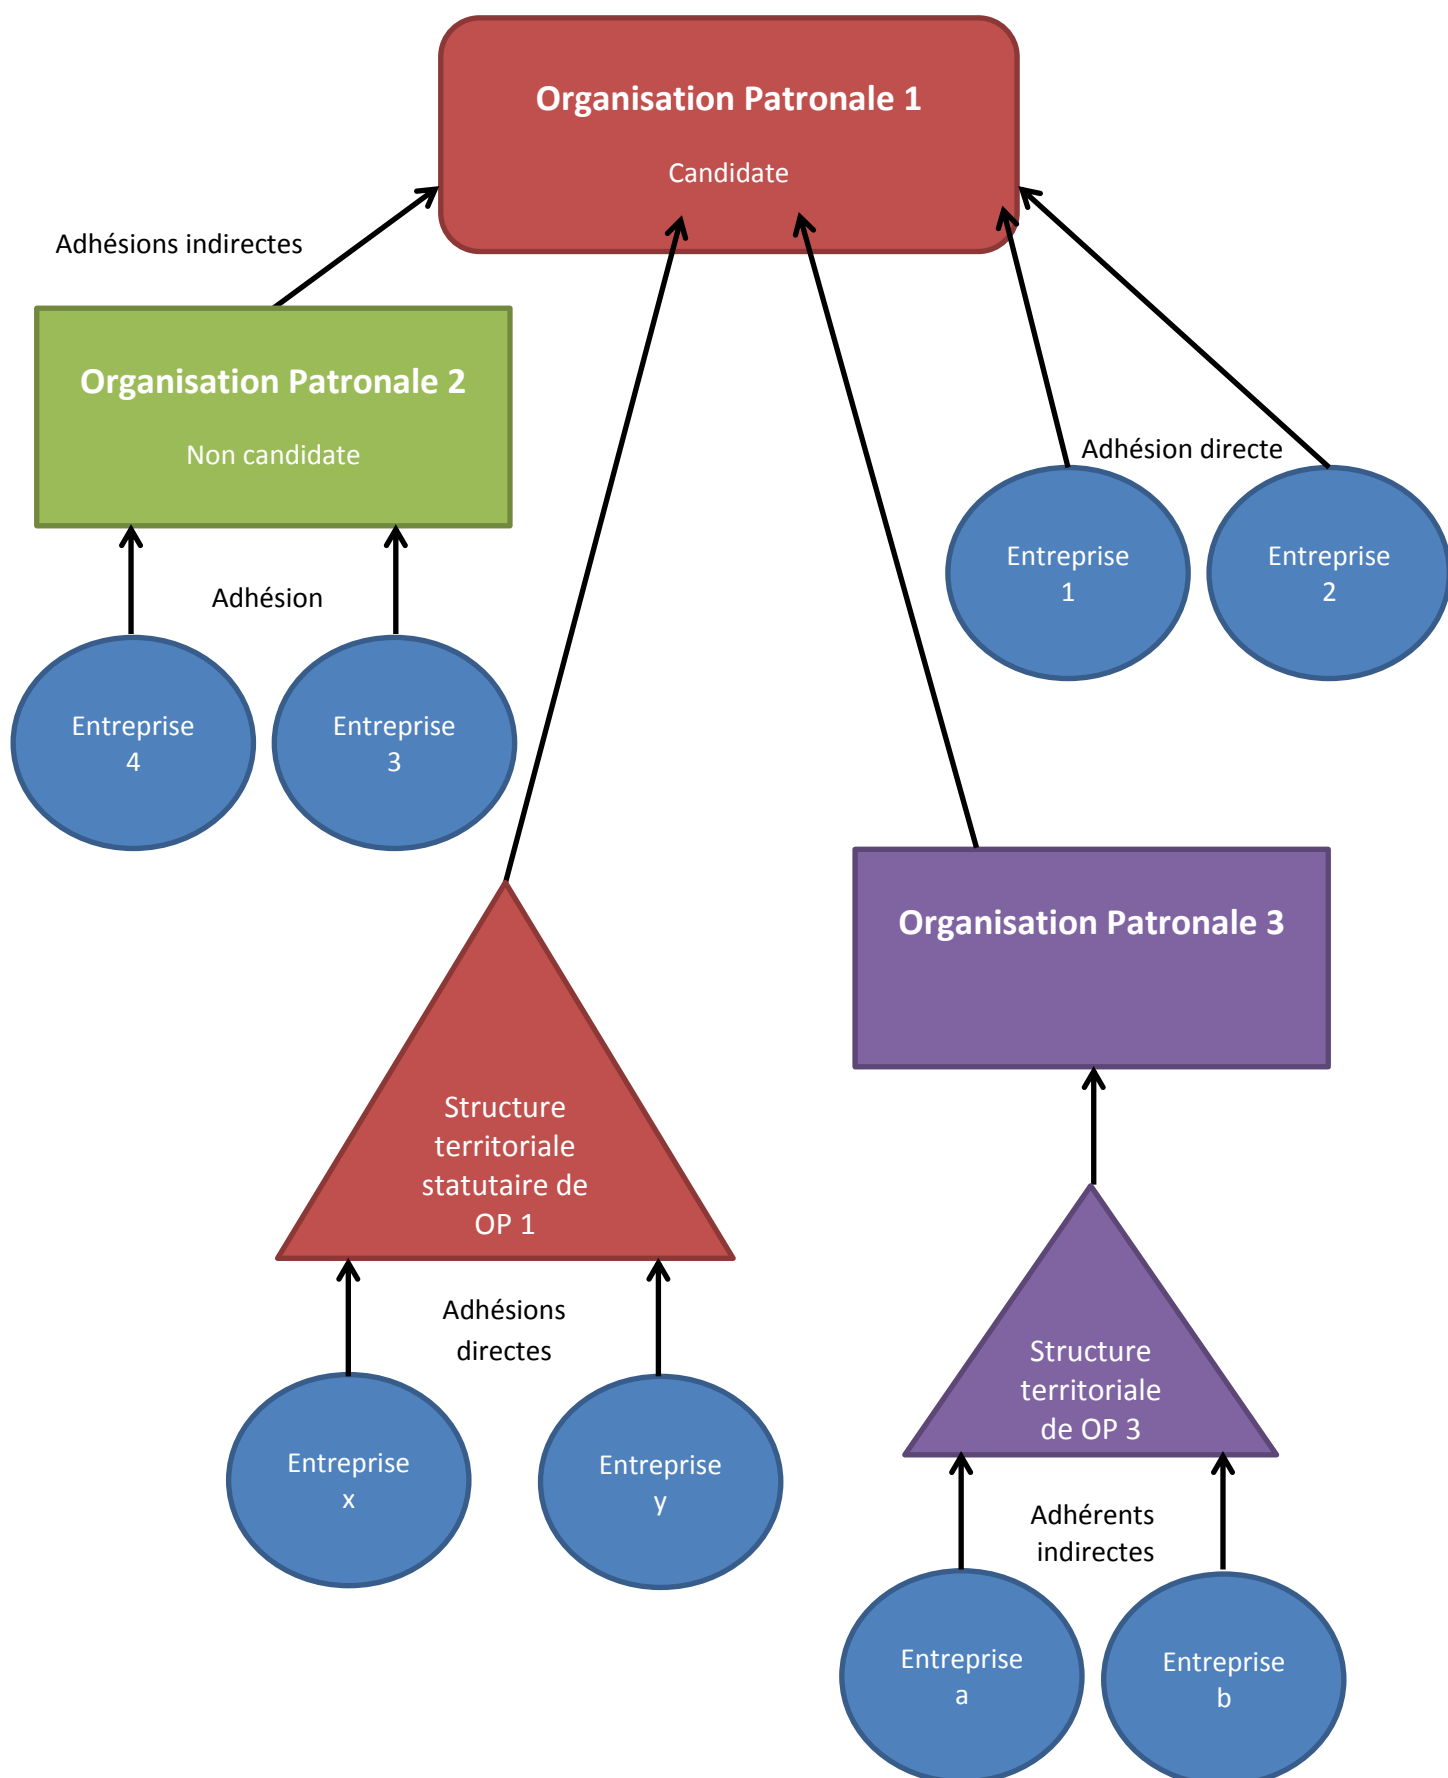 Organisation Patronale 1
Candidate
Adhésions indirectes
Organisation Patronale 2
Non candidate
Adhésion directe
Entreprise
1
Entreprise
2
Adhésion
Entreprise
4
Entreprise
3
Organisation Patronale 3
Structure
territoriale
statutaire de
OP 1
Adhésions
directes
Entreprise
x
Entreprise
y
Structure
territoriale
de OP 3
Adhérents
indirectes
Entreprise
a
Entreprise
b